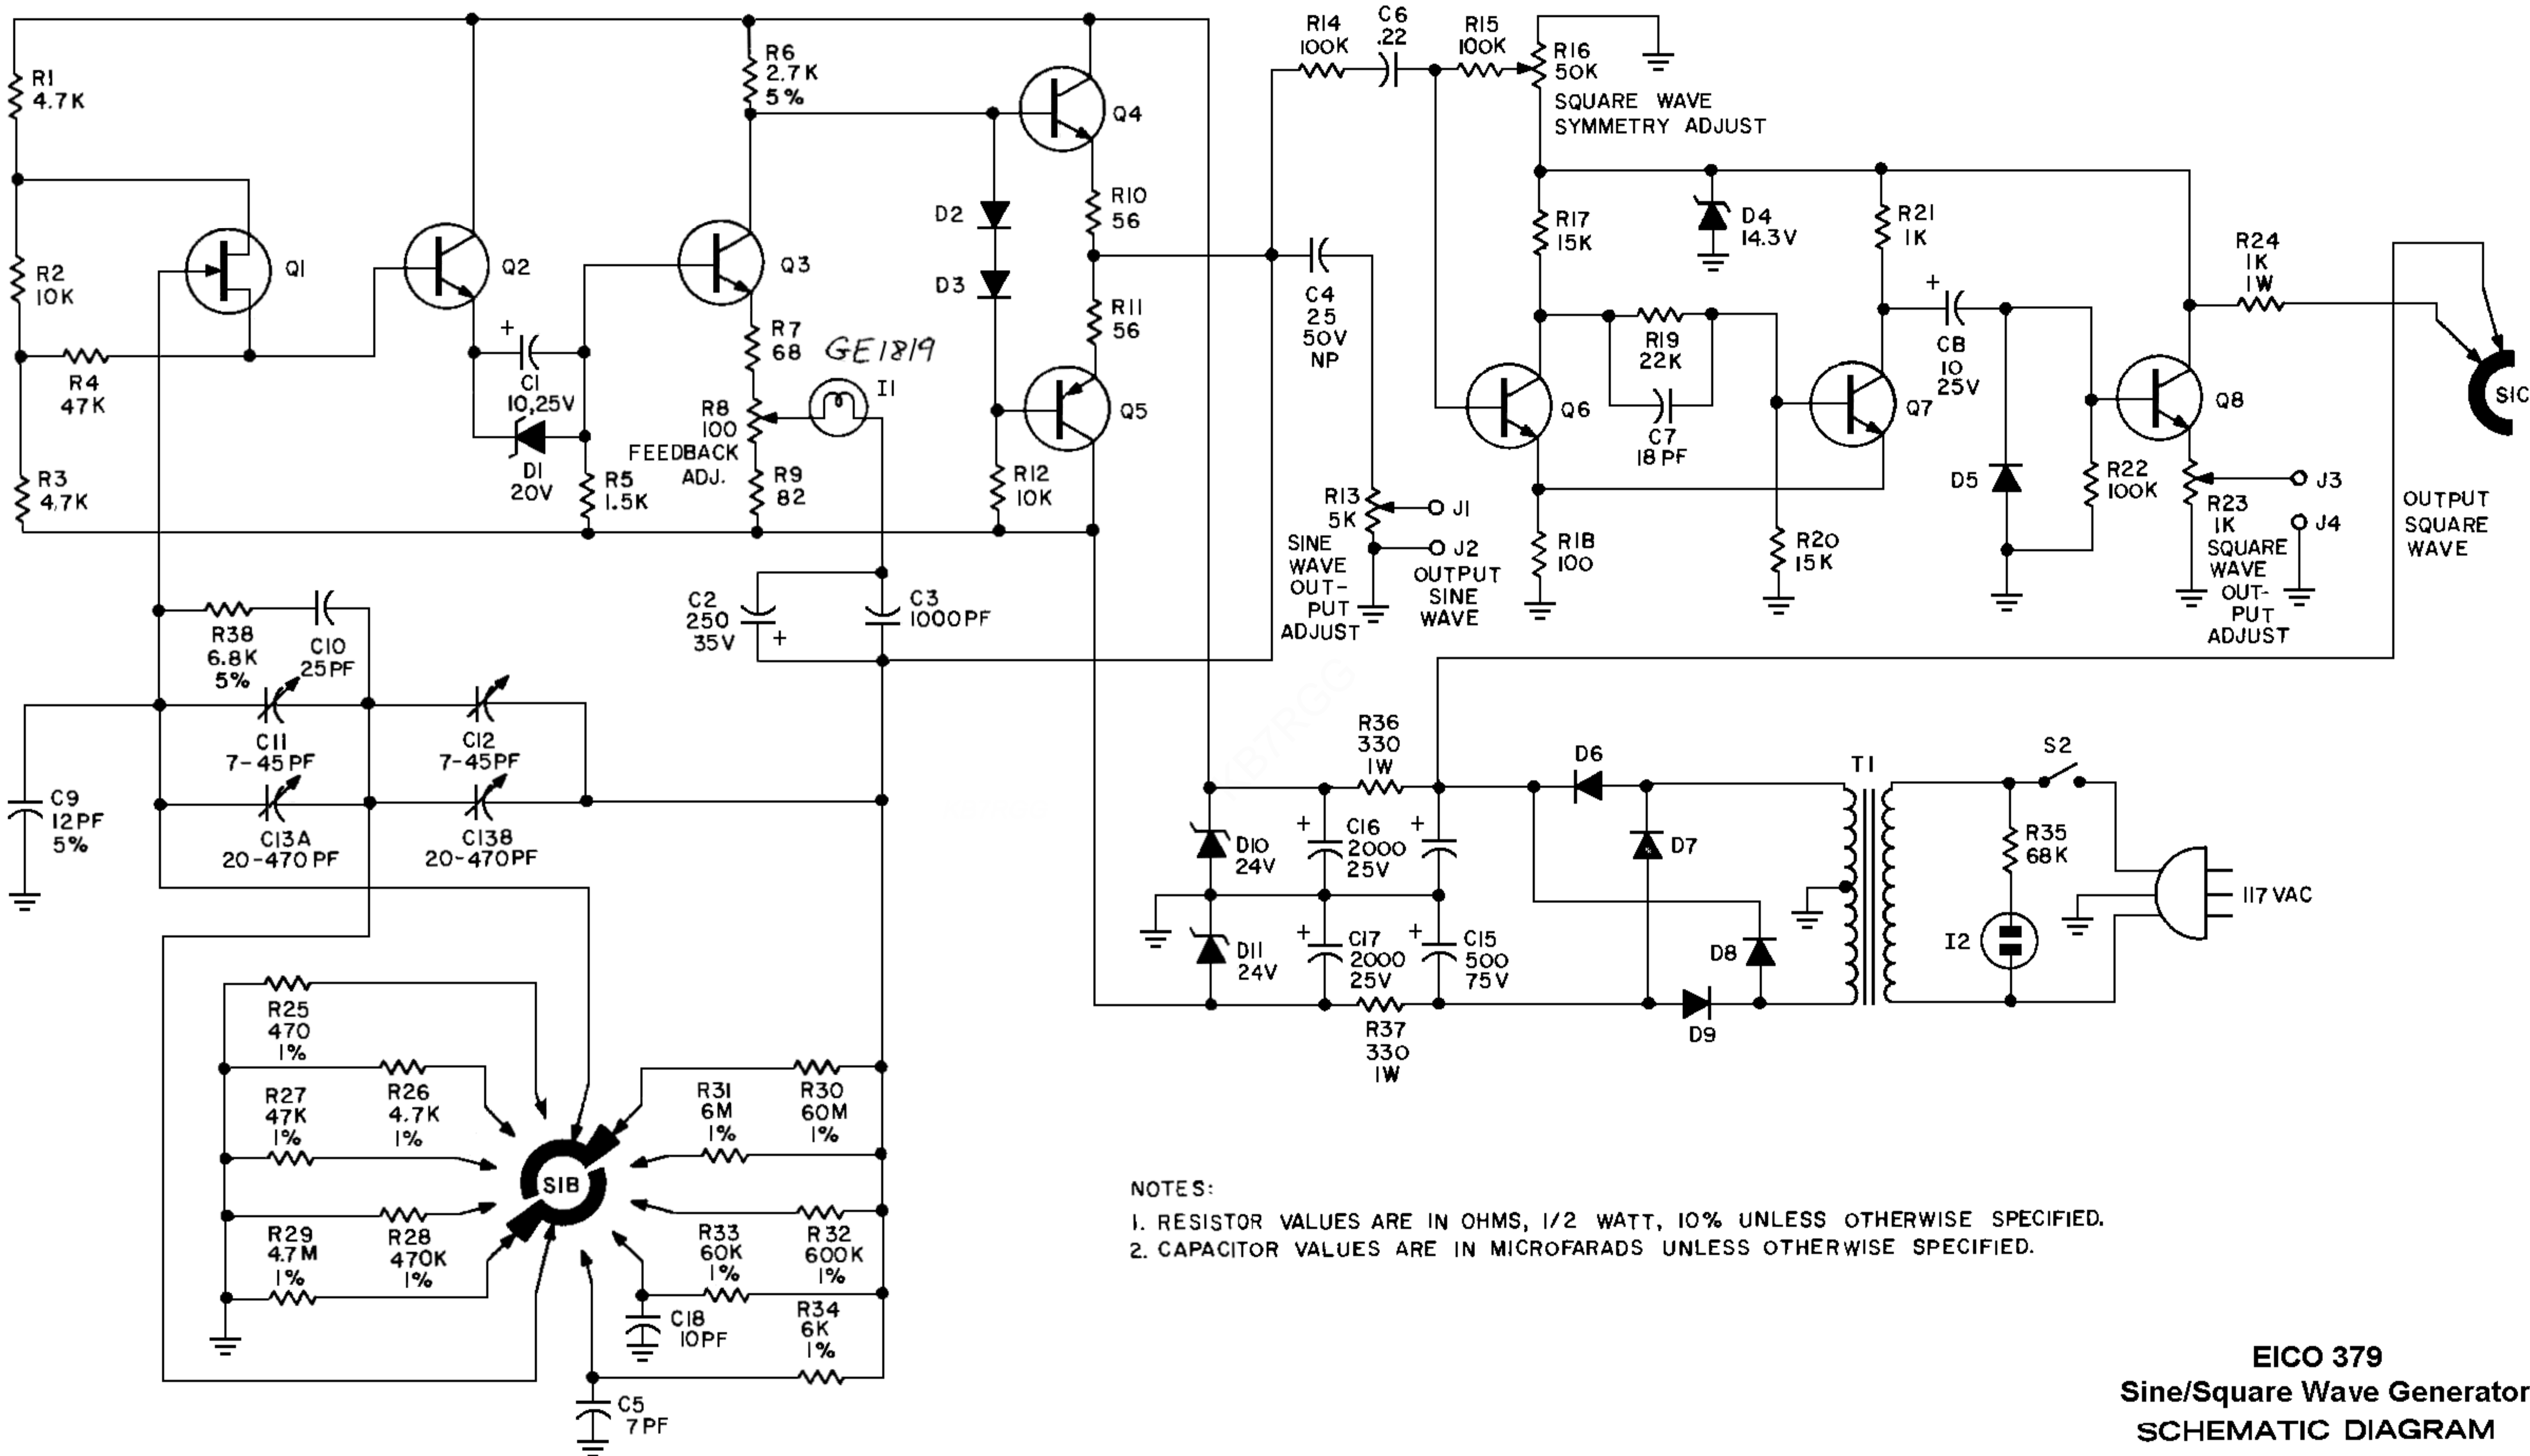 R1
4.7K
R2
10K
R3
4.7K
R4
47K
Q1
Q2
C1
10,25V
+
D1
20V
R5
1.5K
R6
2.7K
5%
Q3
R7
68
GE1819
I1
R8
100
FEEDBACK
ADJ.
R9
82
D2
D3
Q4
R10
56
R11
56
Q5
R12
10K
R14
100K
C6
.22
R15
100K
R16
50K
SQUARE WAVE
SYMMETRY ADJUST
C4
25
50V
NP
R13
5K
J1
J2
SINE
WAVE
OUT-
PUT
ADJUST
OUTPUT
SINE
WAVE
R17
15K
D4
14.3V
R21
1K
R19
22K
C7
18PF
Q6
Q7
R18
100
R20
15K
+
C8
10
25V
D5
R22
100K
Q8
R24
1K
1W
S1C
R23
1K
SQUARE
WAVE
OUT-
PUT
ADJUST
J3
J4
OUTPUT
SQUARE
WAVE
R38
6.8K
5%
C10
25PF
C2
250
35V
+
C3
1000PF
C11
7-45PF
C12
7-45PF
C9
12PF
5%
C13A
20-470PF
C13B
20-470PF
KB7RGG
R36
330
1W
D10
24V
+
C16
2000
25V
+
D11
24V
+
C17
2000
25V
+
C15
500
75V
R37
330
1W
D6
D7
D8
D9
T1
S2
R35
68K
I2
117 VAC
R25
470
1%
R27
47K
1%
R26
4.7K
1%
R29
4.7M
1%
R28
470K
1%
S1B
R31
6M
1%
R30
60M
1%
R33
60K
1%
R32
600K
1%
C18
10PF
R34
6K
1%
C5
7PF
NOTES:
1. RESISTOR VALUES ARE IN OHMS, 1/2 WATT, 10% UNLESS OTHERWISE SPECIFIED.
2. CAPACITOR VALUES ARE IN MICROFARADS UNLESS OTHERWISE SPECIFIED.
EICO 379
Sine/Square Wave Generator
SCHEMATIC DIAGRAM